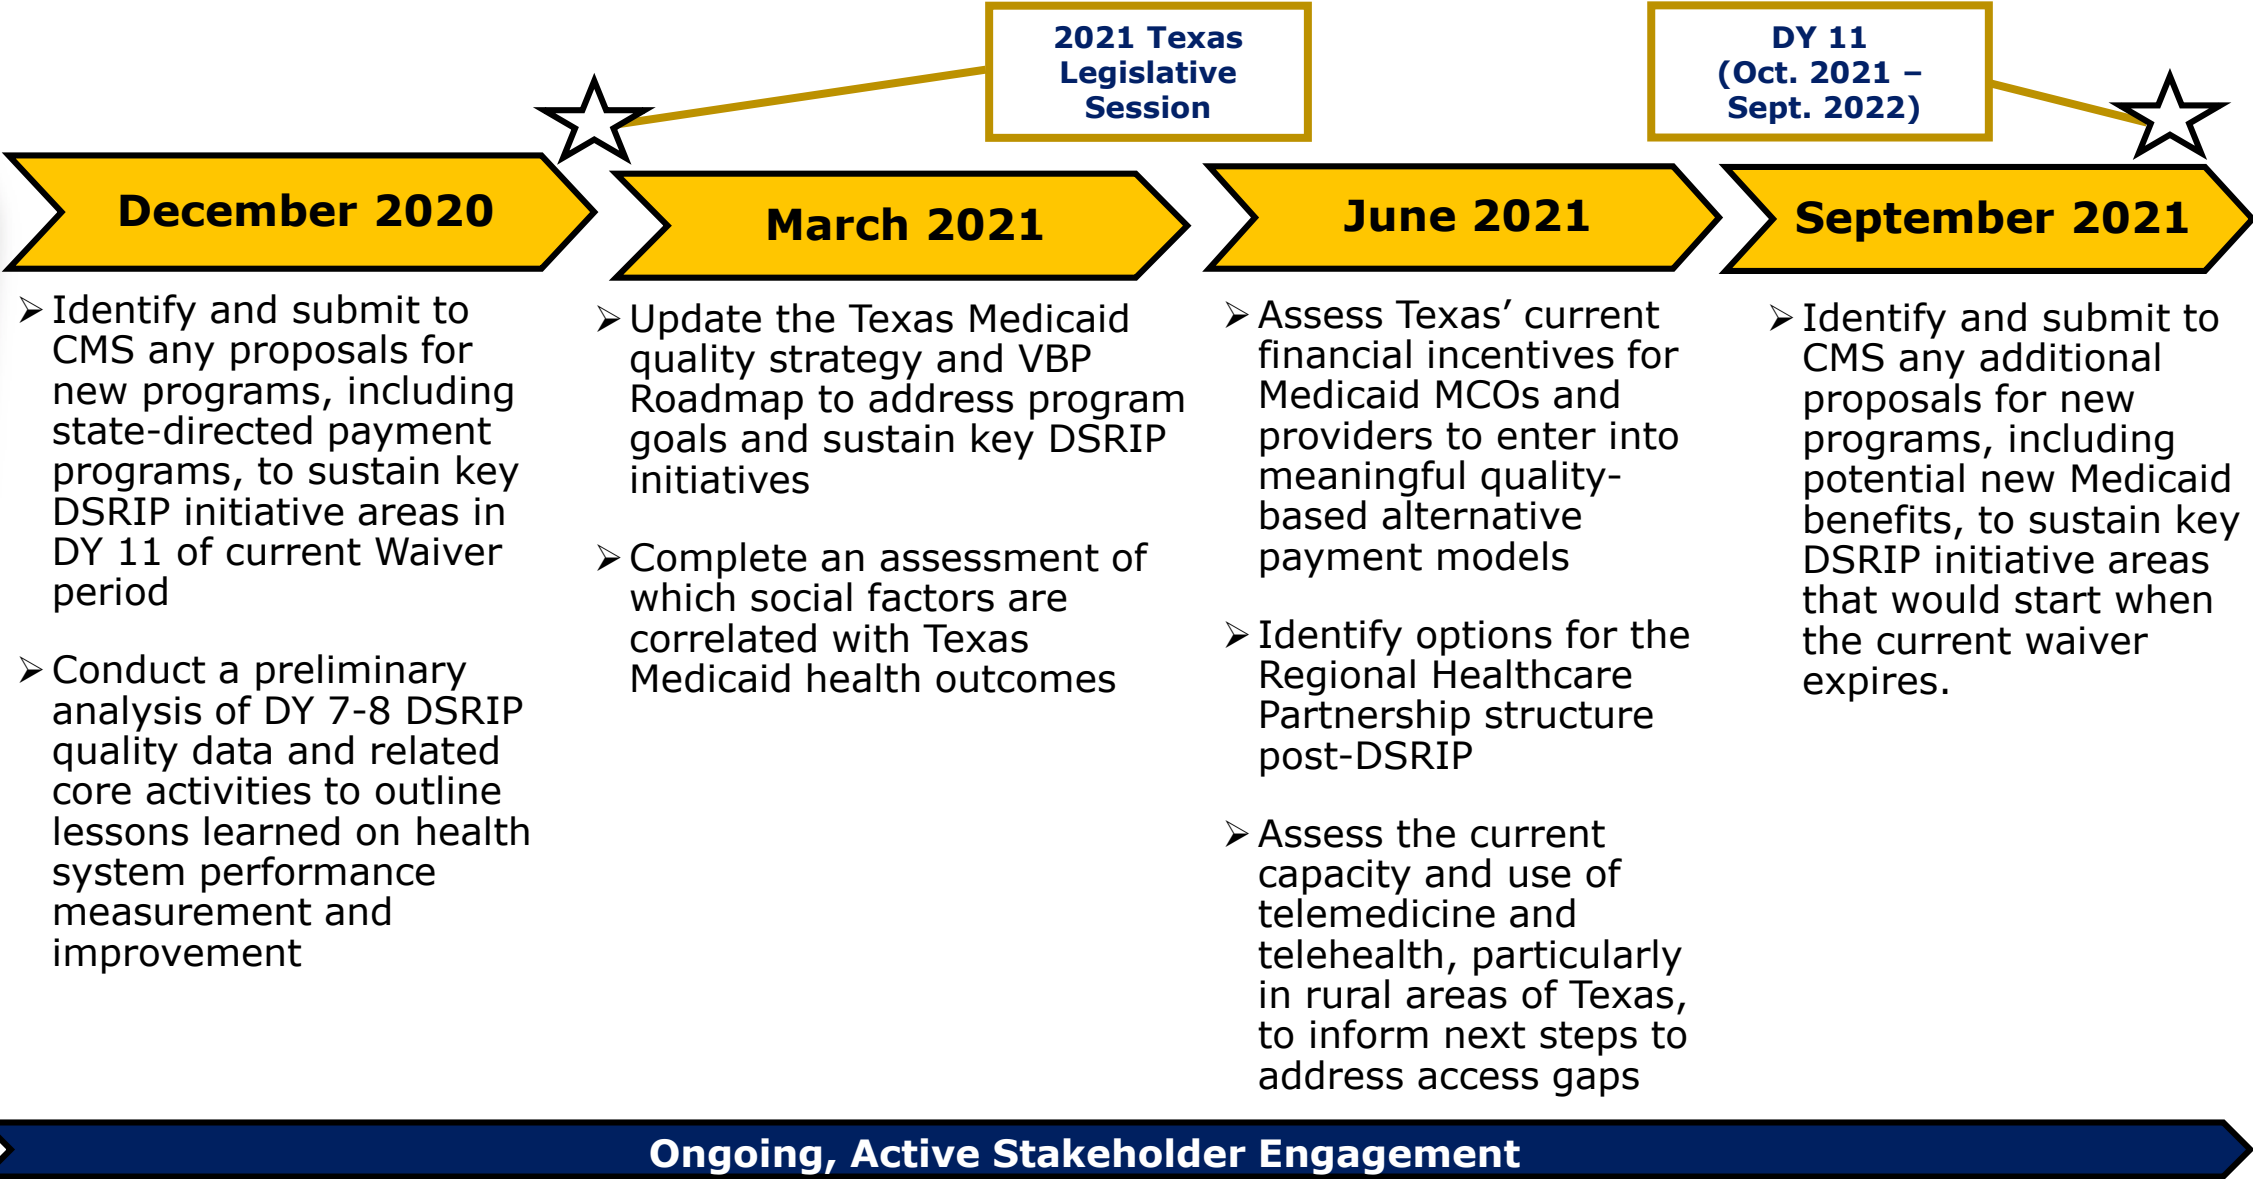 2021 Texas
Legislative
Session
DY 11
(Oct. 2021 –
Sept. 2022)
December 2020
➢ Identify and submit to
CMS any proposals for
new programs, including
state-directed payment
programs, to sustain key
DSRIP initiative areas in
DY 11 of current Waiver
period
➢ Conduct a preliminary
analysis of DY 7-8 DSRIP
quality data and related
core activities to outline
lessons learned on health
system performance
measurement and
improvement
March 2021
➢ Update the Texas Medicaid
quality strategy and VBP
Roadmap to address program
goals and sustain key DSRIP
initiatives
➢ Complete an assessment of
which social factors are
correlated with Texas
Medicaid health outcomes
June 2021
➢ Assess Texas’ current
financial incentives for
Medicaid MCOs and
providers to enter into
meaningful quality-
based alternative
payment models
➢ Identify options for the
Regional Healthcare
Partnership structure
post-DSRIP
➢ Assess the current
capacity and use of
telemedicine and
telehealth, particularly
in rural areas of Texas,
to inform next steps to
address access gaps
September 2021
➢ Identify and submit to
CMS any additional
proposals for new
programs, including
potential new Medicaid
benefits, to sustain key
DSRIP initiative areas
that would start when
the current waiver
expires.
Ongoing, Active Stakeholder Engagement